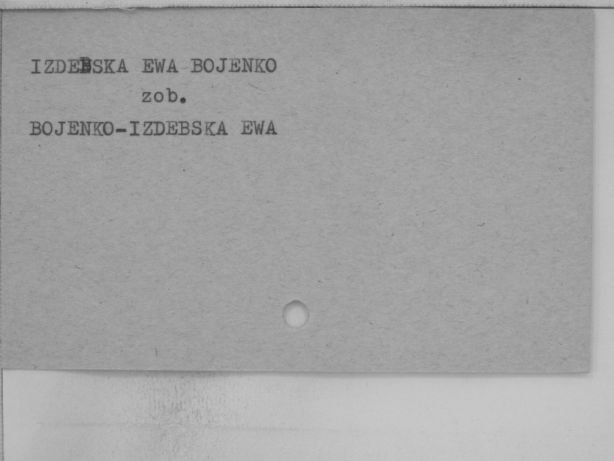 IZDEBSKA EWA BOJENKO
zob.
BOJENKO-IZDEBSKA EWA